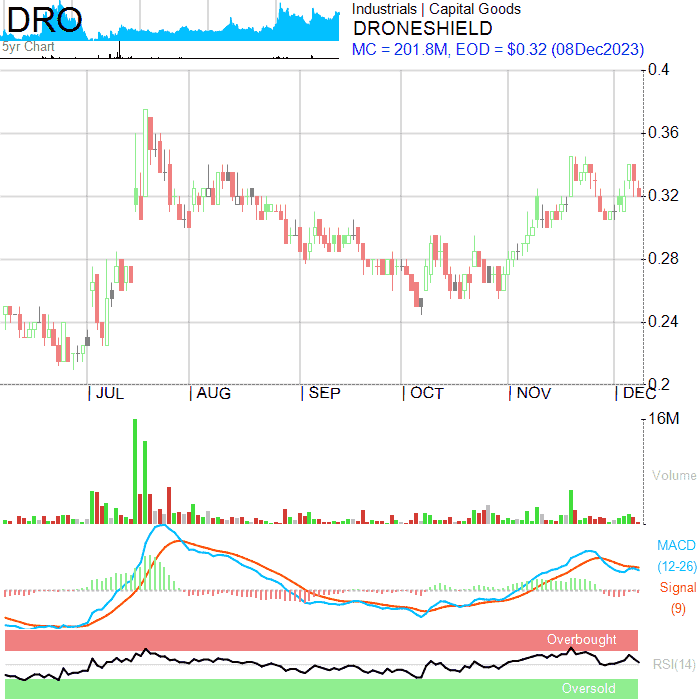 DRO
5yr Chart
Industrials | Capital Goods
DRONESHIELD
MC = 201.8M, EOD = $0.32 (08Dec2023)
0.4
0.36
0.32
0.28
0.24
0.2
JUL AUG SEP OCT NOV DEC
16M
Volume
MACD
(12-26)
Signal
(9)
Overbought
RSI(14)
Oversold